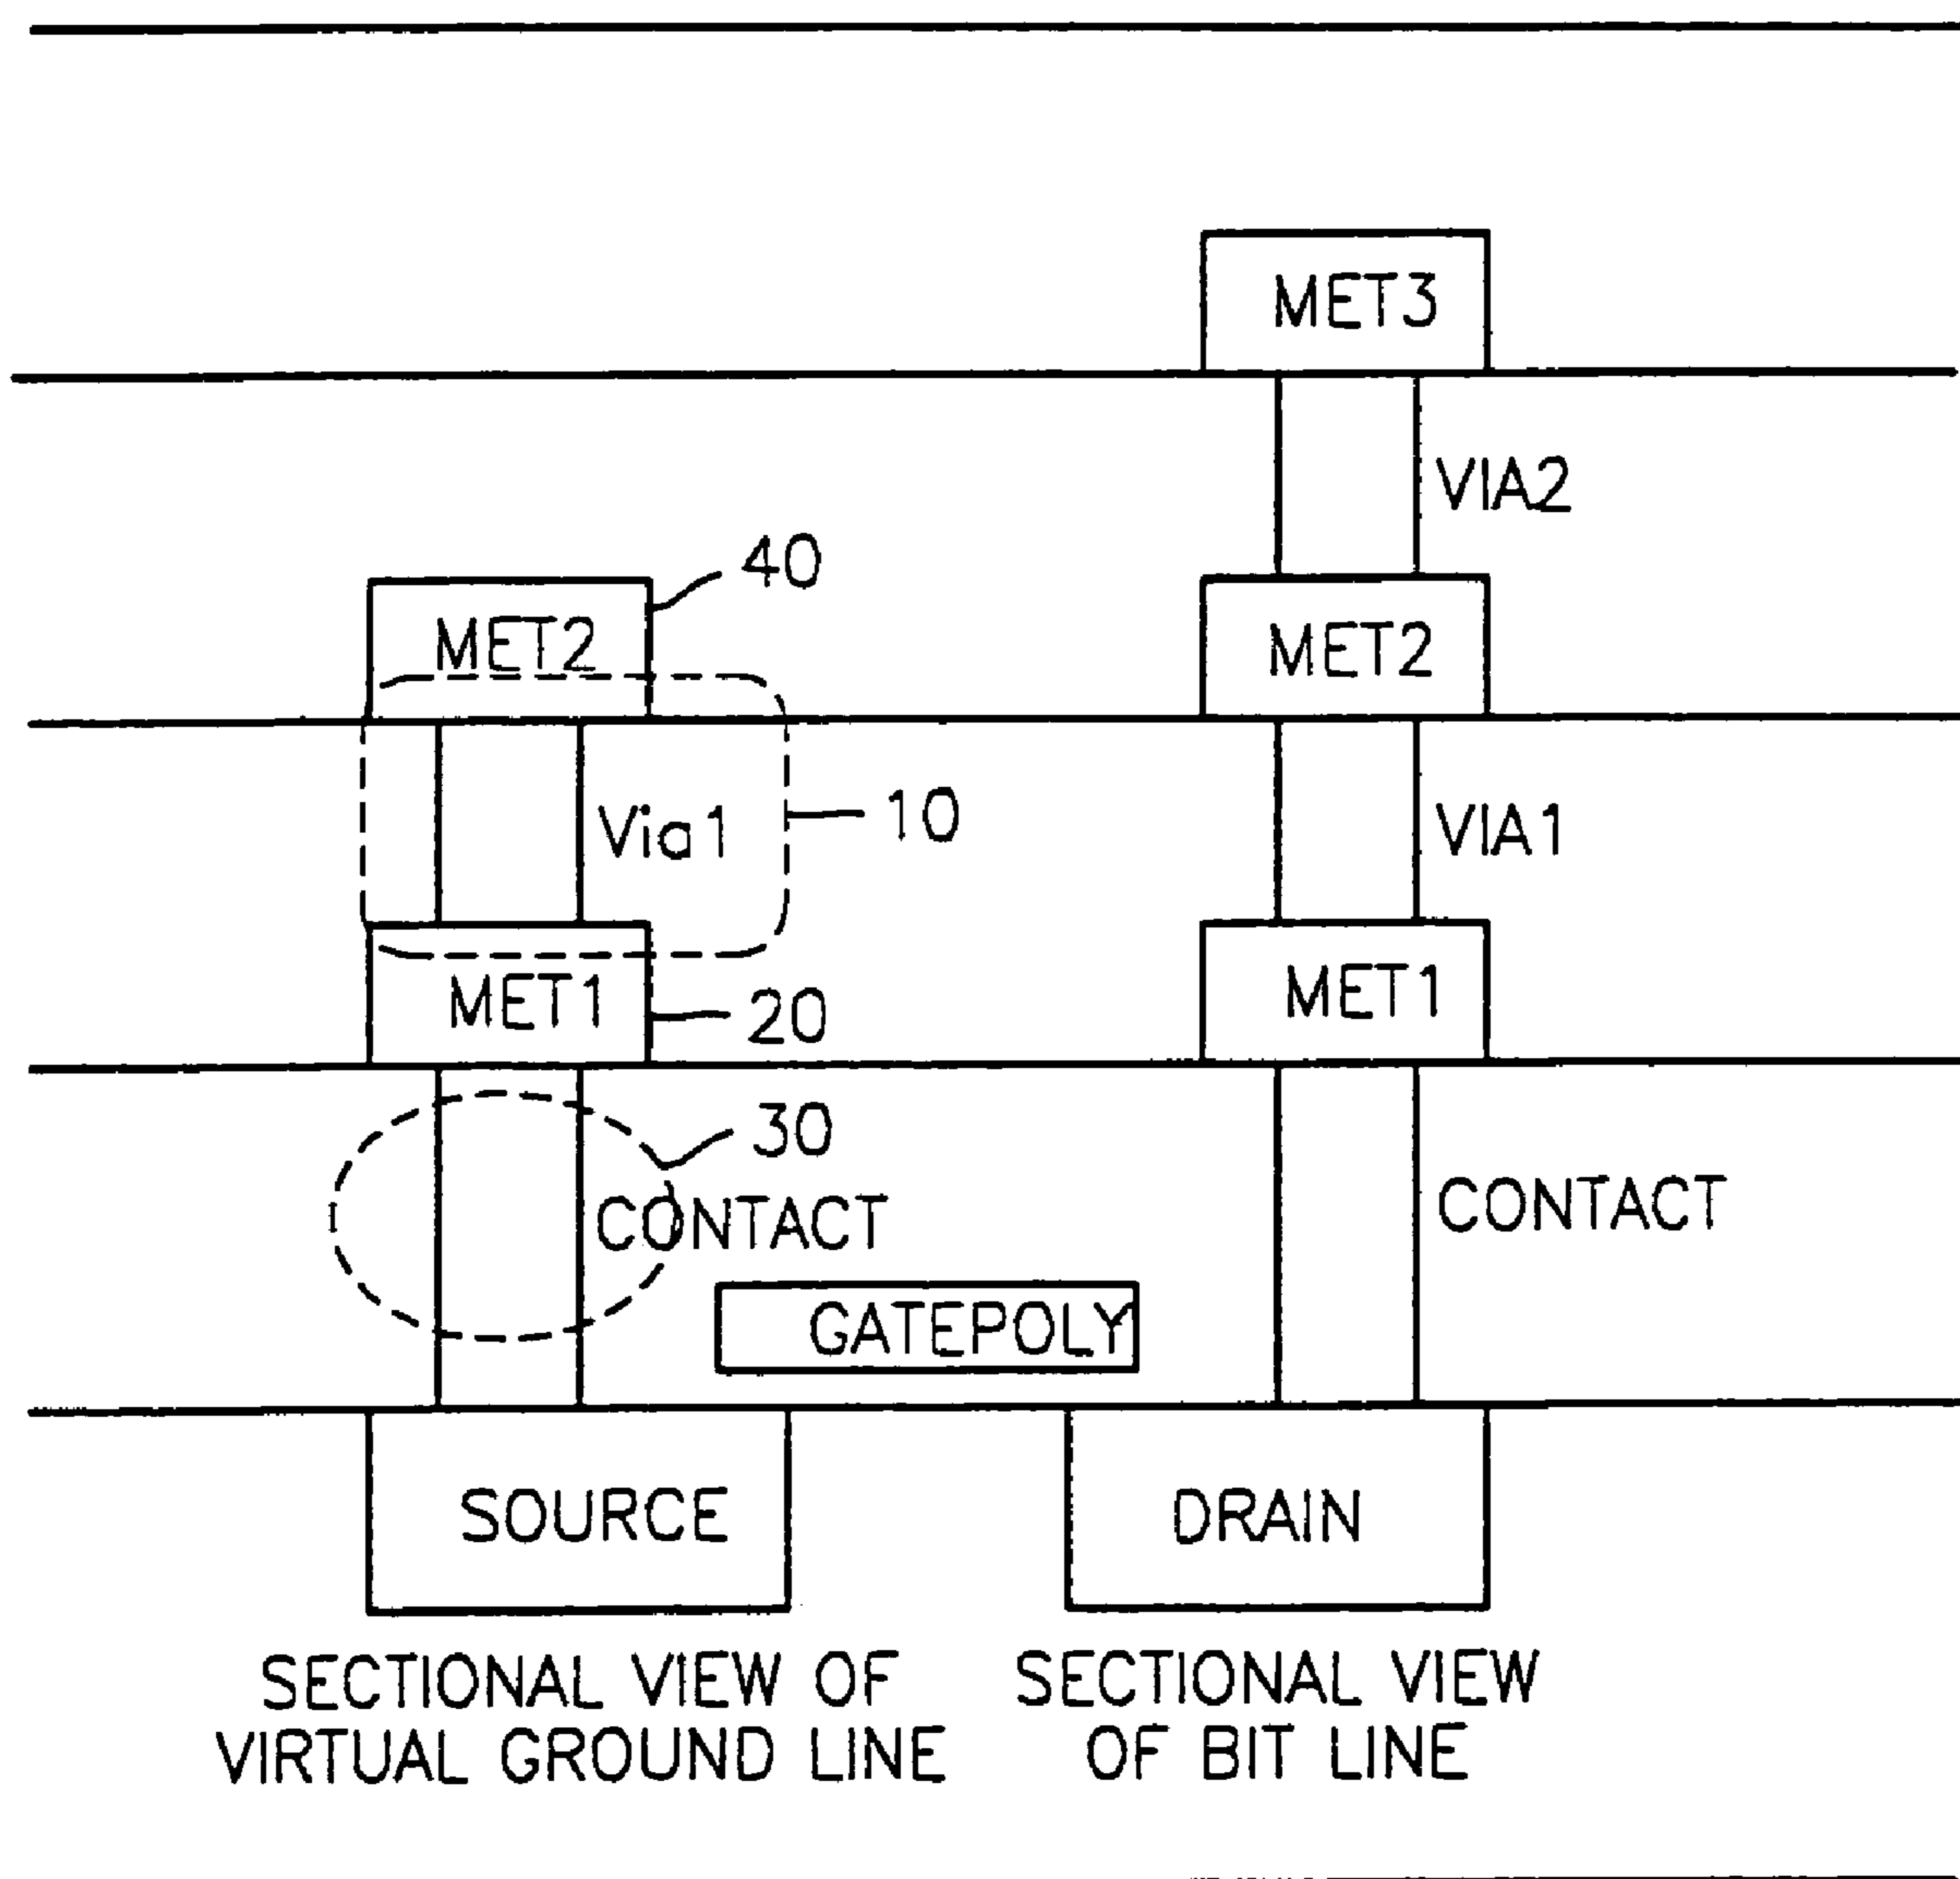 MET3
VIA2
40
MET2
MET2
Via1
10
VIA1
MET1
20
MET1
30
CONTACT
CONTACT
GATEPOLY
SOURCE
DRAIN
SECTIONAL VIEW OF
VIRTUAL GROUND LINE
SECTIONAL VIEW
OF BIT LINE